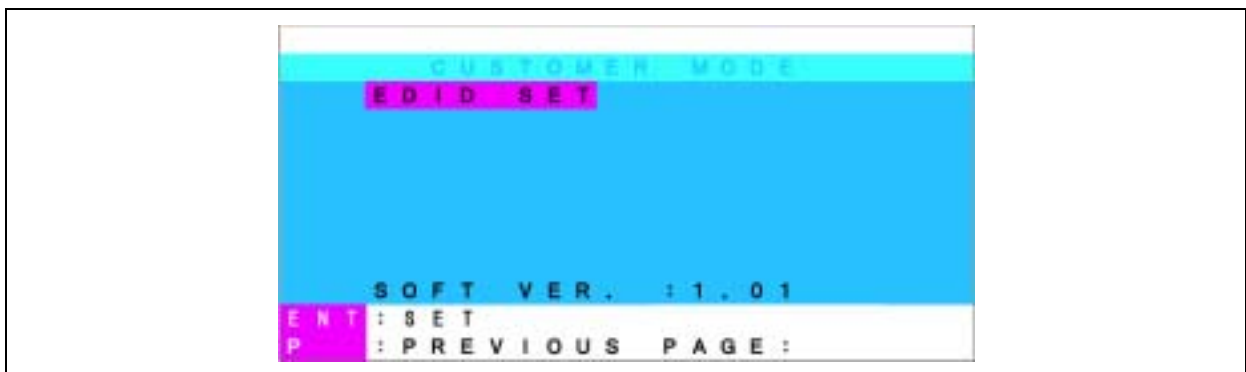 CUSTOMER MODE
EDID SET
SOFT VER. :1.01
ENT:SET
P :PREVIOUS PAGE: